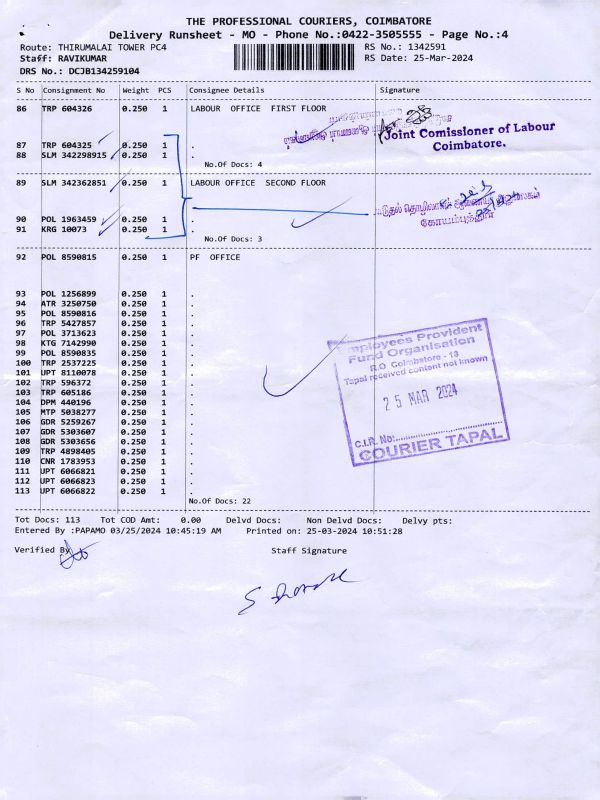 THE PROFESSIONAL COURIERS, COIMBATORE
Delivery Runsheet - MO - Phone No.:0422-3505555 - Page No.:4
Route: THIRUMALAI TOWER PC4 RS No.: 1342591
Staff: RAVIKUMAR RS Date: 25-Mar-2024
DRS No.: DCJB134259104
S No Consignment No Weight PCS Consignee Details Signature
86 TRP 604326 0.250 1 LABOUR OFFICE FIRST FLOOR
Joint Comissioner of Labour
Coimbatore.
87 TRP 604325 0.250 1 .
88 SLM 342298915 0.250 1 .
No.Of Docs: 4
89 SLM 342362851 0.250 1 LABOUR OFFICE SECOND FLOOR
கோயம்புத்தூர்
90 POL 1963459 0.250 1 .
91 KRG 10073 0.250 1 .
No.Of Docs: 3
92 POL 8590815 0.250 1 PF OFFICE
93 POL 1256899 0.250 1 .
94 ATR 3250750 0.250 1 .
95 POL 8590816 0.250 1 .
96 TRP 5427857 0.250 1 .
97 POL 3713623 0.250 1 .
98 KTG 7142990 0.250 1 .
99 POL 8590835 0.250 1 .
100 TRP 2537225 0.250 1 .
101 UPT 8110078 0.250 1 .
102 TRP 596372 0.250 1 .
103 TRP 605186 0.250 1 .
104 DPM 440196 0.250 1 .
105 MTP 5038277 0.250 1 .
106 GDR 5259267 0.250 1 .
107 GDR 5303607 0.250 1 .
108 GDR 5303656 0.250 1 .
109 TRP 4898405 0.250 1 .
110 CNR 1783953 0.250 1 .
111 UPT 6066821 0.250 1 .
112 UPT 6066823 0.250 1 .
113 UPT 6066822 0.250 1 .
No.Of Docs: 22
Employees Provident
Fund Organisation
R.O Coimbatore - 18
Tapal received content not known
25 MAR 2024
C.I.R. No:
COURIER TAPAL
Tot Docs: 113 Tot COD Amt: 0.00 Delvd Docs: Non Delvd Docs: Delvy pts:
Entered By :PAPAMO 03/25/2024 10:45:19 AM Printed on: 25-03-2024 10:51:28
Verified By Staff Signature